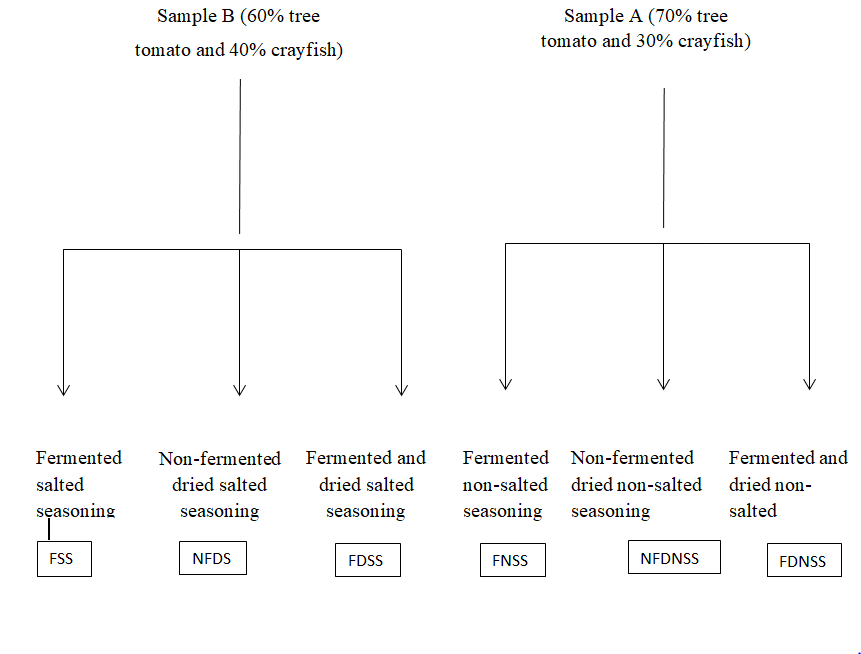 Sample B (60% tree
tomato and 40% crayfish)
Sample A (70% tree
tomato and 30% crayfish)
Fermented
salted
seasoning
Non-fermented
dried salted
seasoning
Fermented and
dried salted
seasoning
Fermented
non-salted
seasoning
Non-fermented
dried non-salted
seasoning
Fermented and
dried non-
salted
FSS
NFDS
FDSS
FNSS
NFDNSS
FDNSS